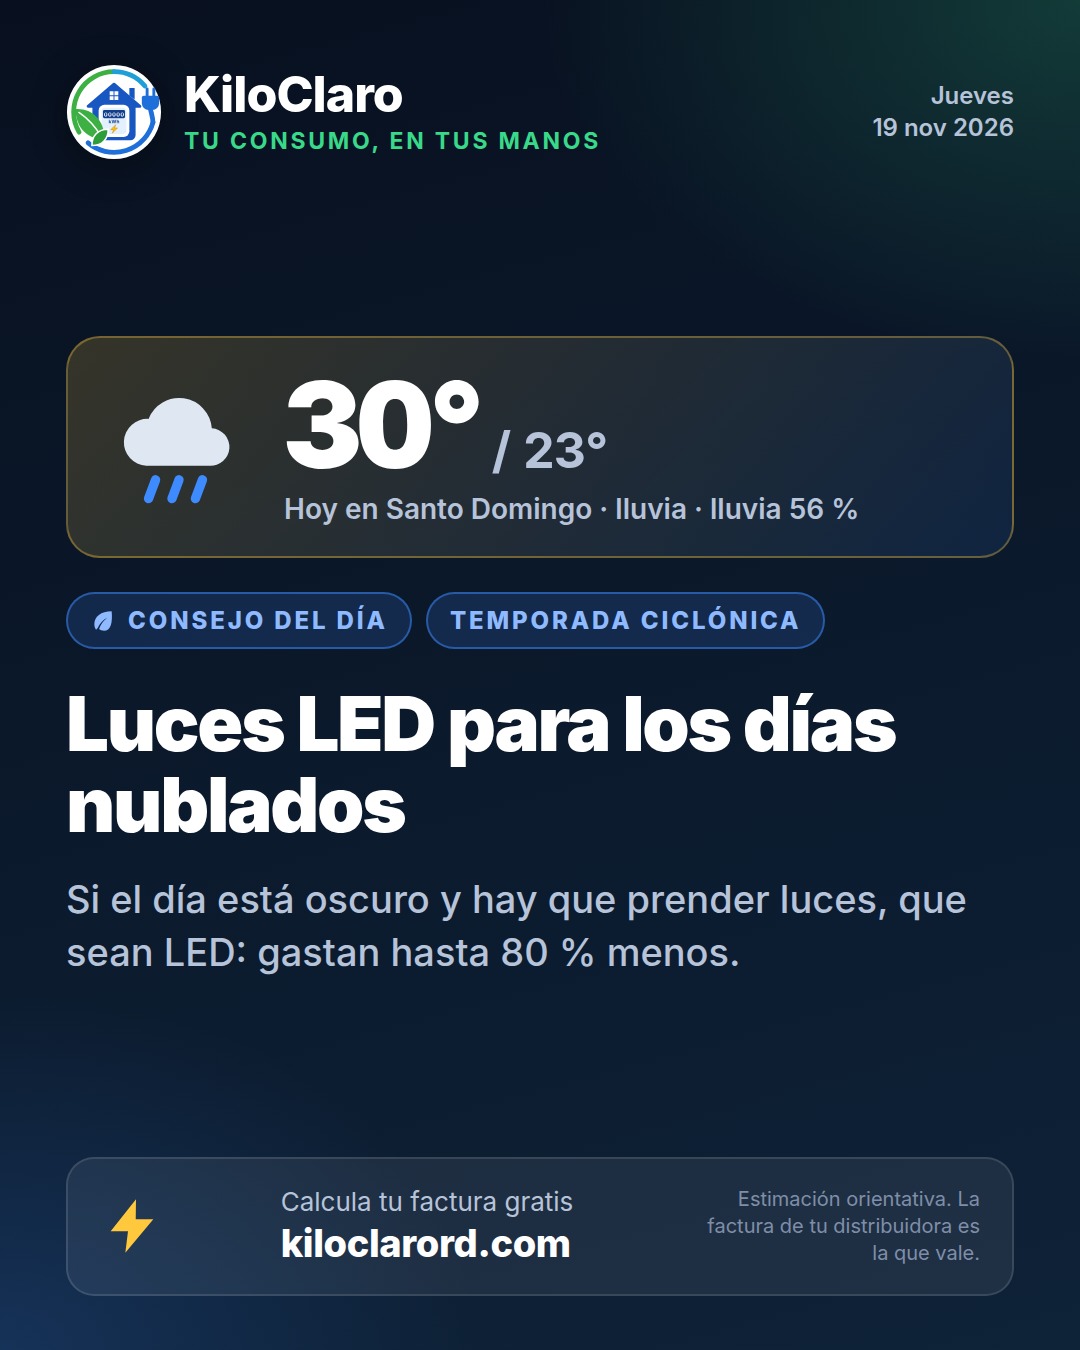 KiloClaro
TU CONSUMO, EN TUS MANOS
Jueves
19 nov 2026
30° / 23°
Hoy en Santo Domingo · lluvia · lluvia 56 %
CONSEJO DEL DÍA
TEMPORADA CICLÓNICA
Luces LED para los días
nublados
Si el día está oscuro y hay que prender luces, que
sean LED: gastan hasta 80 % menos.
Calcula tu factura gratis
kiloclarord.com
Estimación orientativa. La
factura de tu distribuidora es
la que vale.